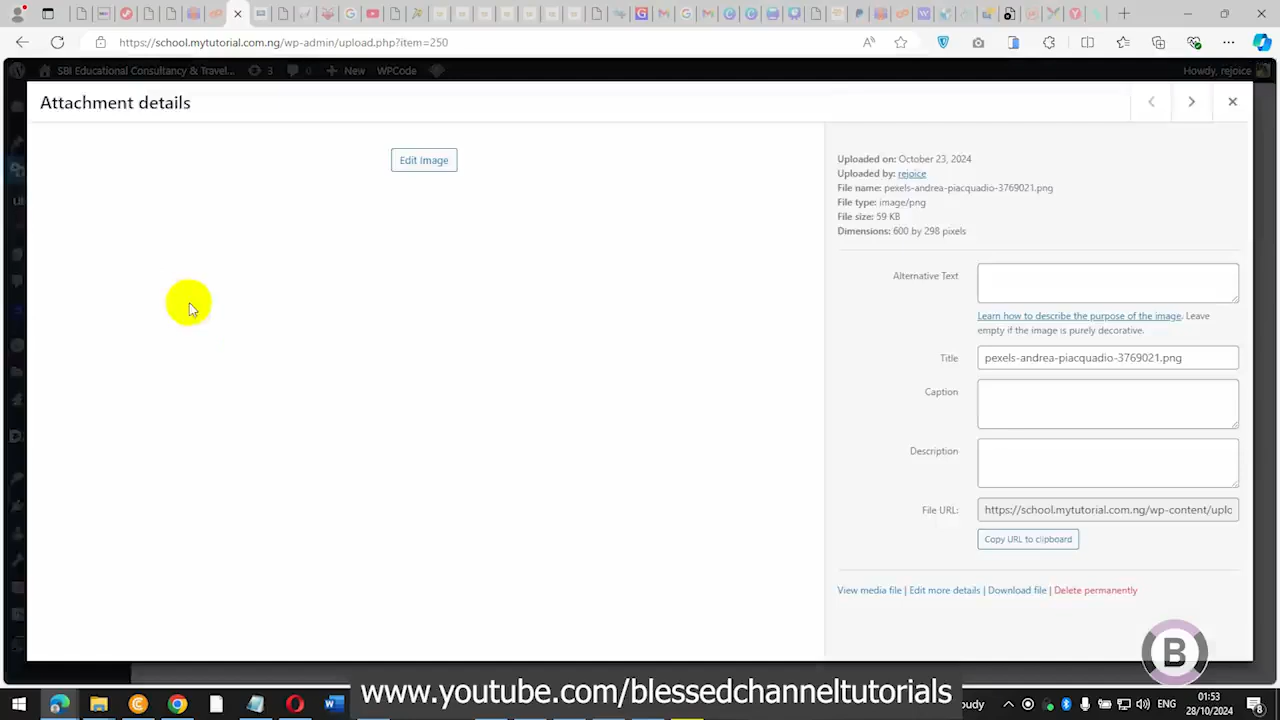 https://school.mytutorial.com.ng/wp-admin/upload.php?item=250
SBI Educational Consultancy & Travel...
3
0
New
WPCode
Howdy, rejoice
Attachment details
Edit Image
Uploaded on: October 23, 2024
Uploaded by: rejoice
File name: pexels-andrea-piacquadio-3769021.png
File type: image/png
File size: 59 KB
Dimensions: 600 by 298 pixels
Alternative Text
Learn how to describe the purpose of the image. Leave
empty if the image is purely decorative.
Title
pexels-andrea-piacquadio-3769021.png
Caption
Description
File URL:
https://school.mytutorial.com.ng/wp-content/uplo
Copy URL to clipboard
View media file | Edit more details | Download file | Delete permanently
B
www.youtube.com/blessedchanneltutorials
oudy
ENG
01:53
28/10/2024